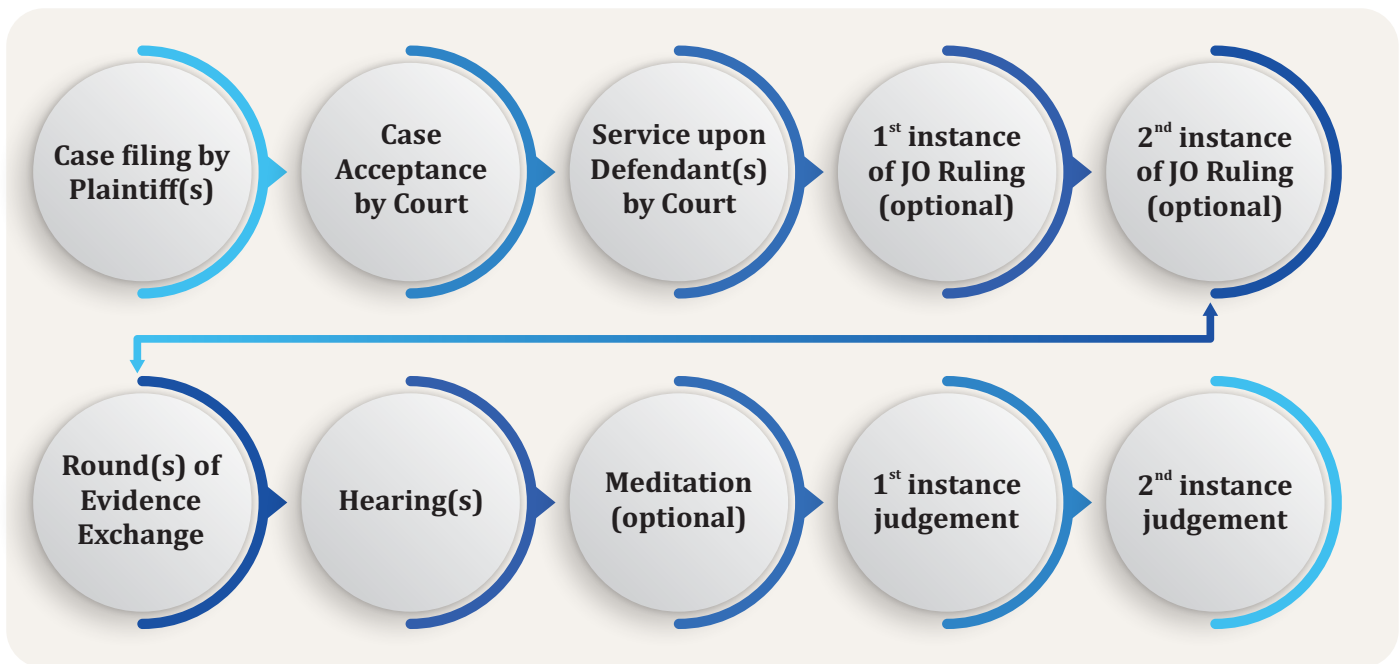 Case filing by
Plaintiff(s)
Case
Acceptance
by Court
Service upon
Defendant(s)
by Court
1st instance
of JO Ruling
(optional)
2nd instance
of JO Ruling
(optional)
Round(s) of
Evidence
Exchange
Hearing(s)
Meditation
(optional)
1st instance
judgement
2nd instance
judgement